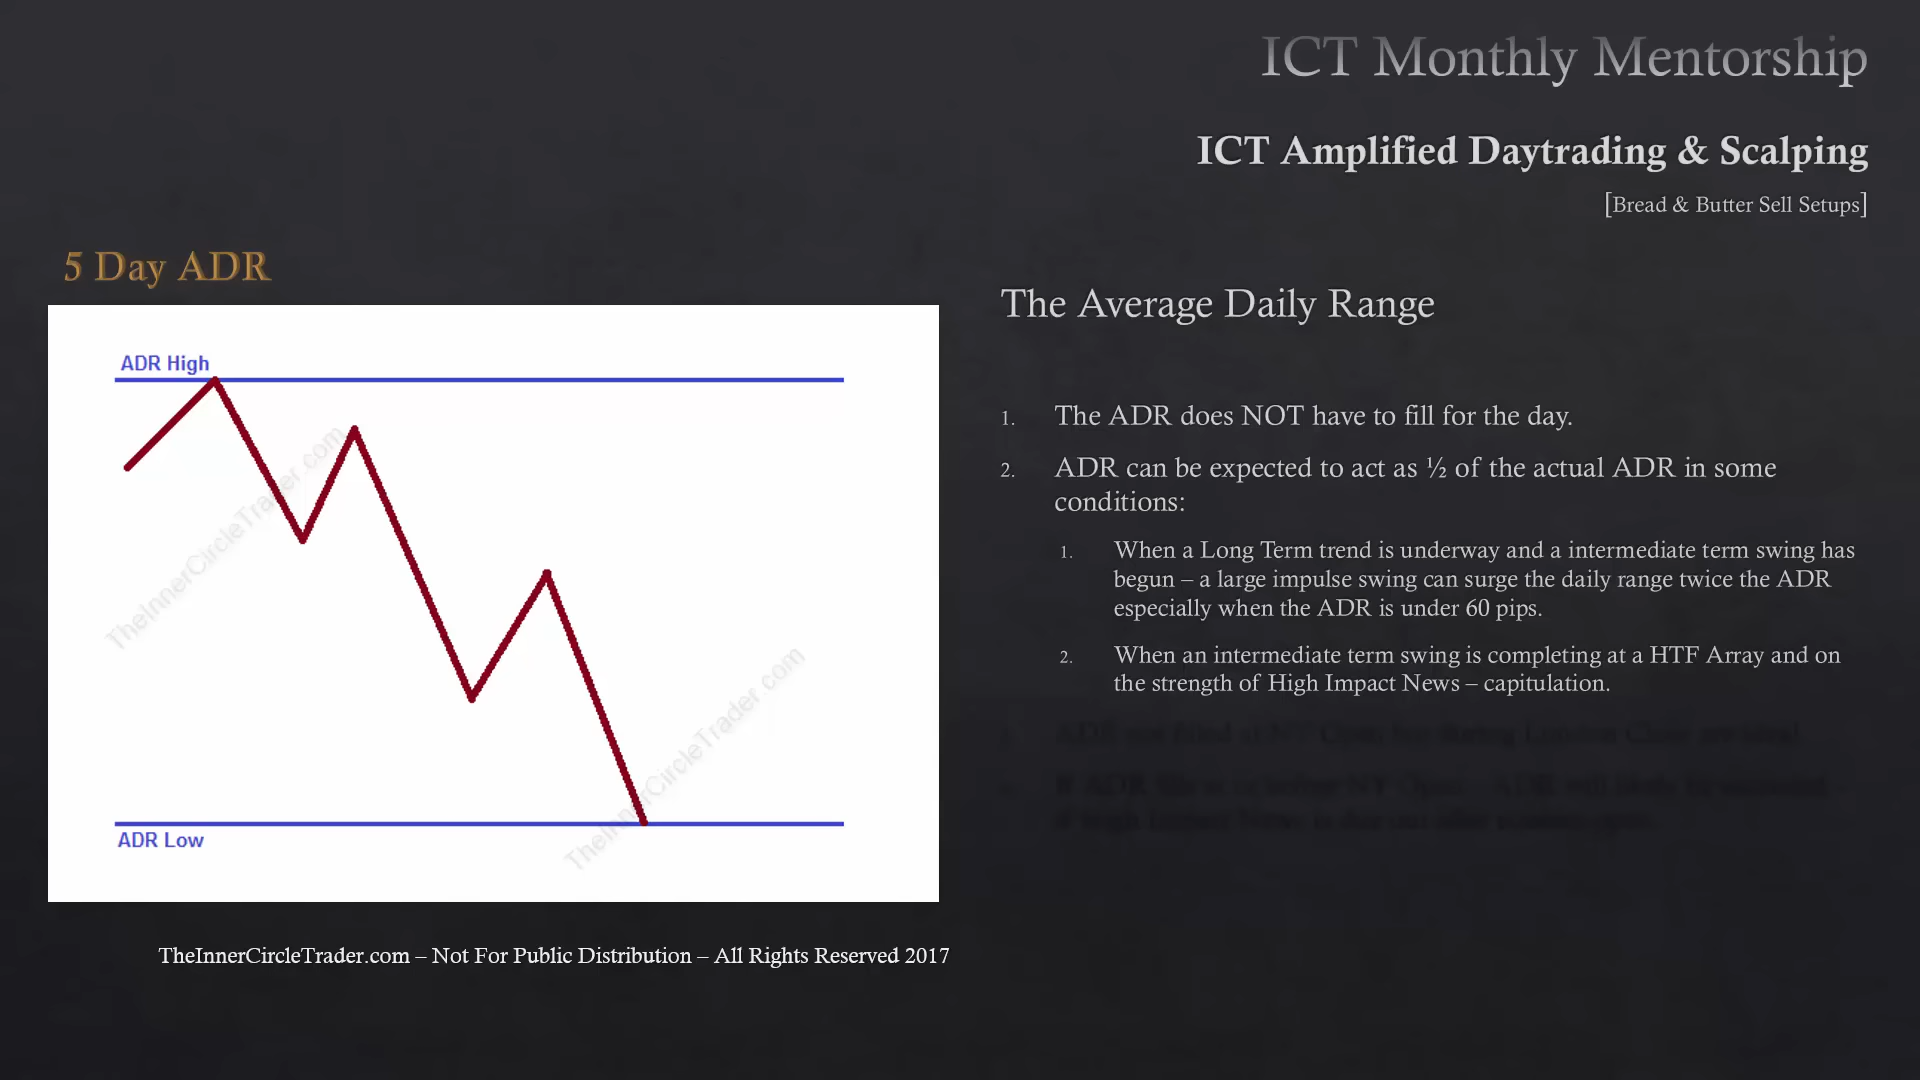 ICT Monthly Mentorship
ICT Amplified Daytrading & Scalping
[Bread & Butter Sell Setups]
5 Day ADR
ADR High
TheInnerCircleTrader.com
TheInnerCircleTrader.com
ADR Low
The Average Daily Range
1. The ADR does NOT have to fill for the day.
2. ADR can be expected to act as ½ of the actual ADR in some
conditions:
1. When a Long Term trend is underway and a intermediate term swing has
begun – a large impulse swing can surge the daily range twice the ADR
especially when the ADR is under 60 pips.
2. When an intermediate term swing is completing at a HTF Array and on
the strength of High Impact News – capitulation.
TheInnerCircleTrader.com – Not For Public Distribution – All Rights Reserved 2017